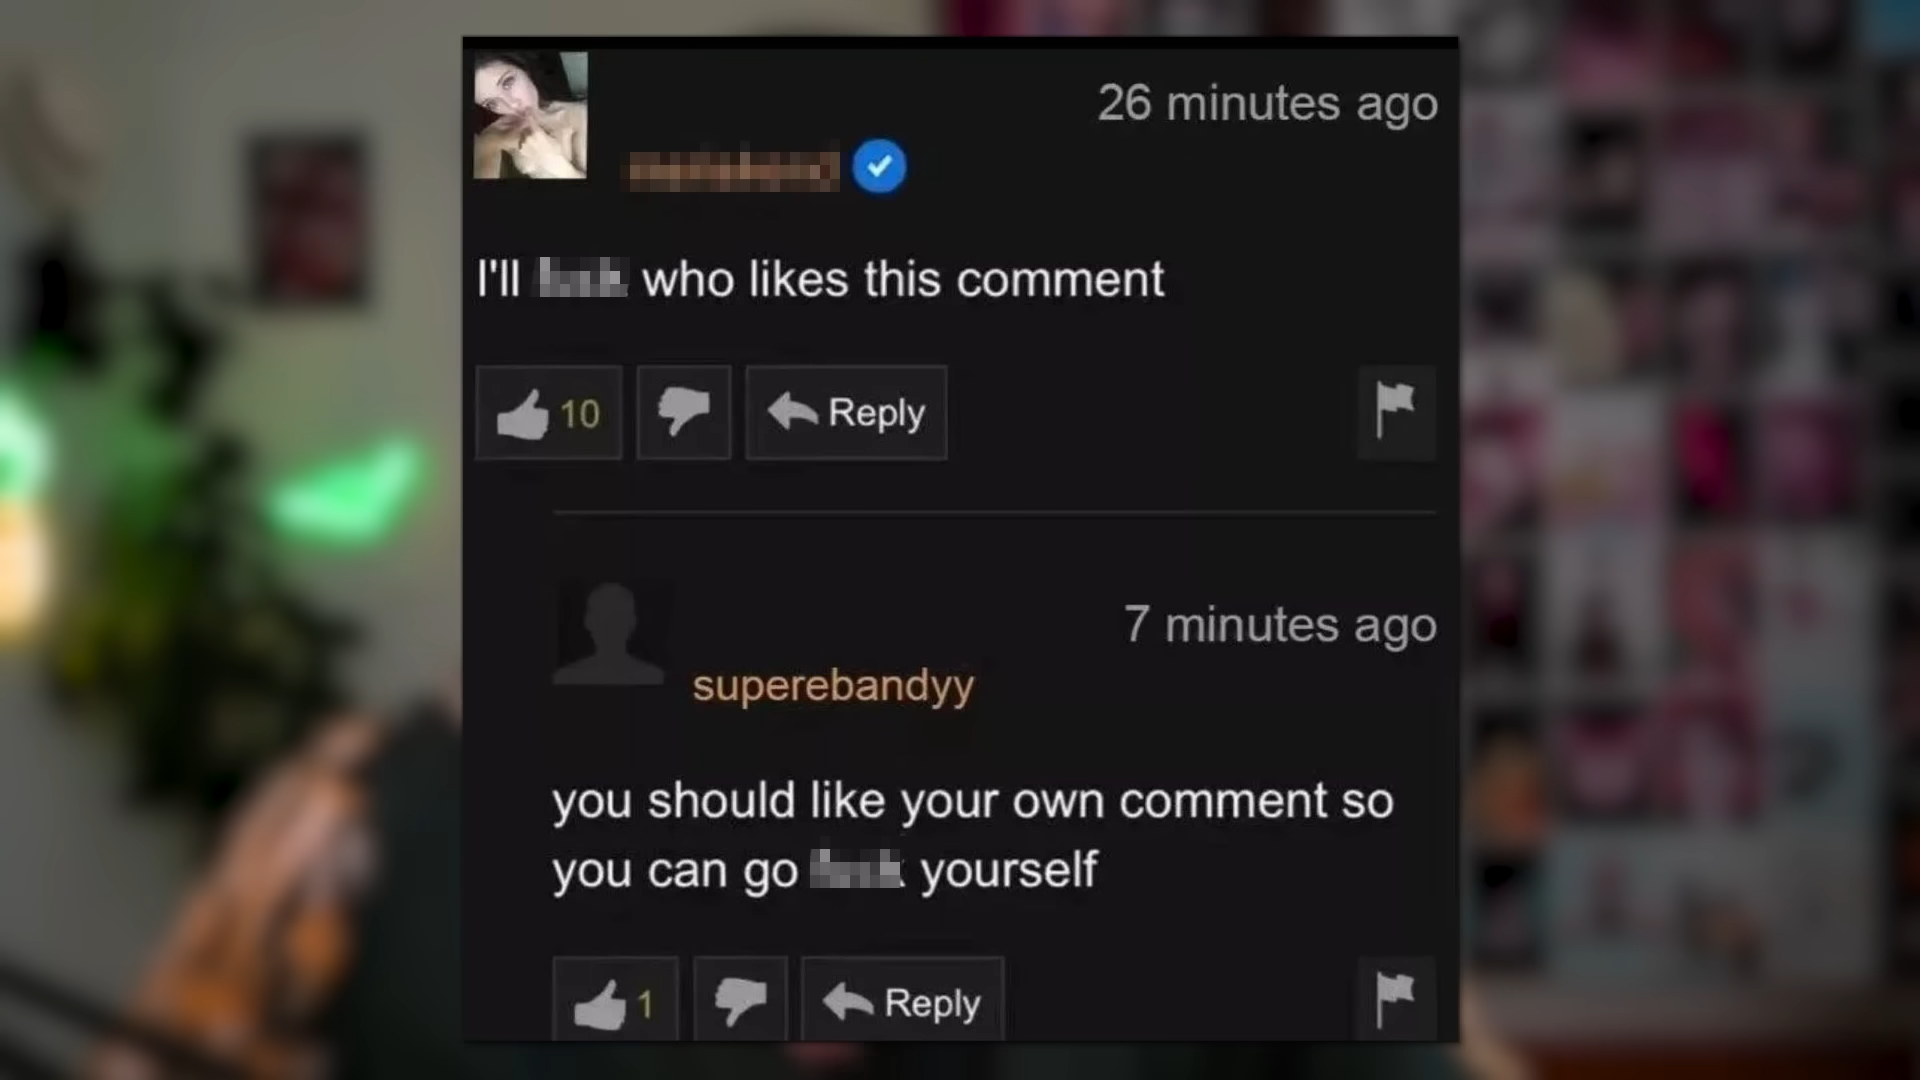 26 minutes ago
I'll who likes this comment
10
Reply
7 minutes ago
superebandyy
you should like your own comment so
you can go yourself
1
Reply